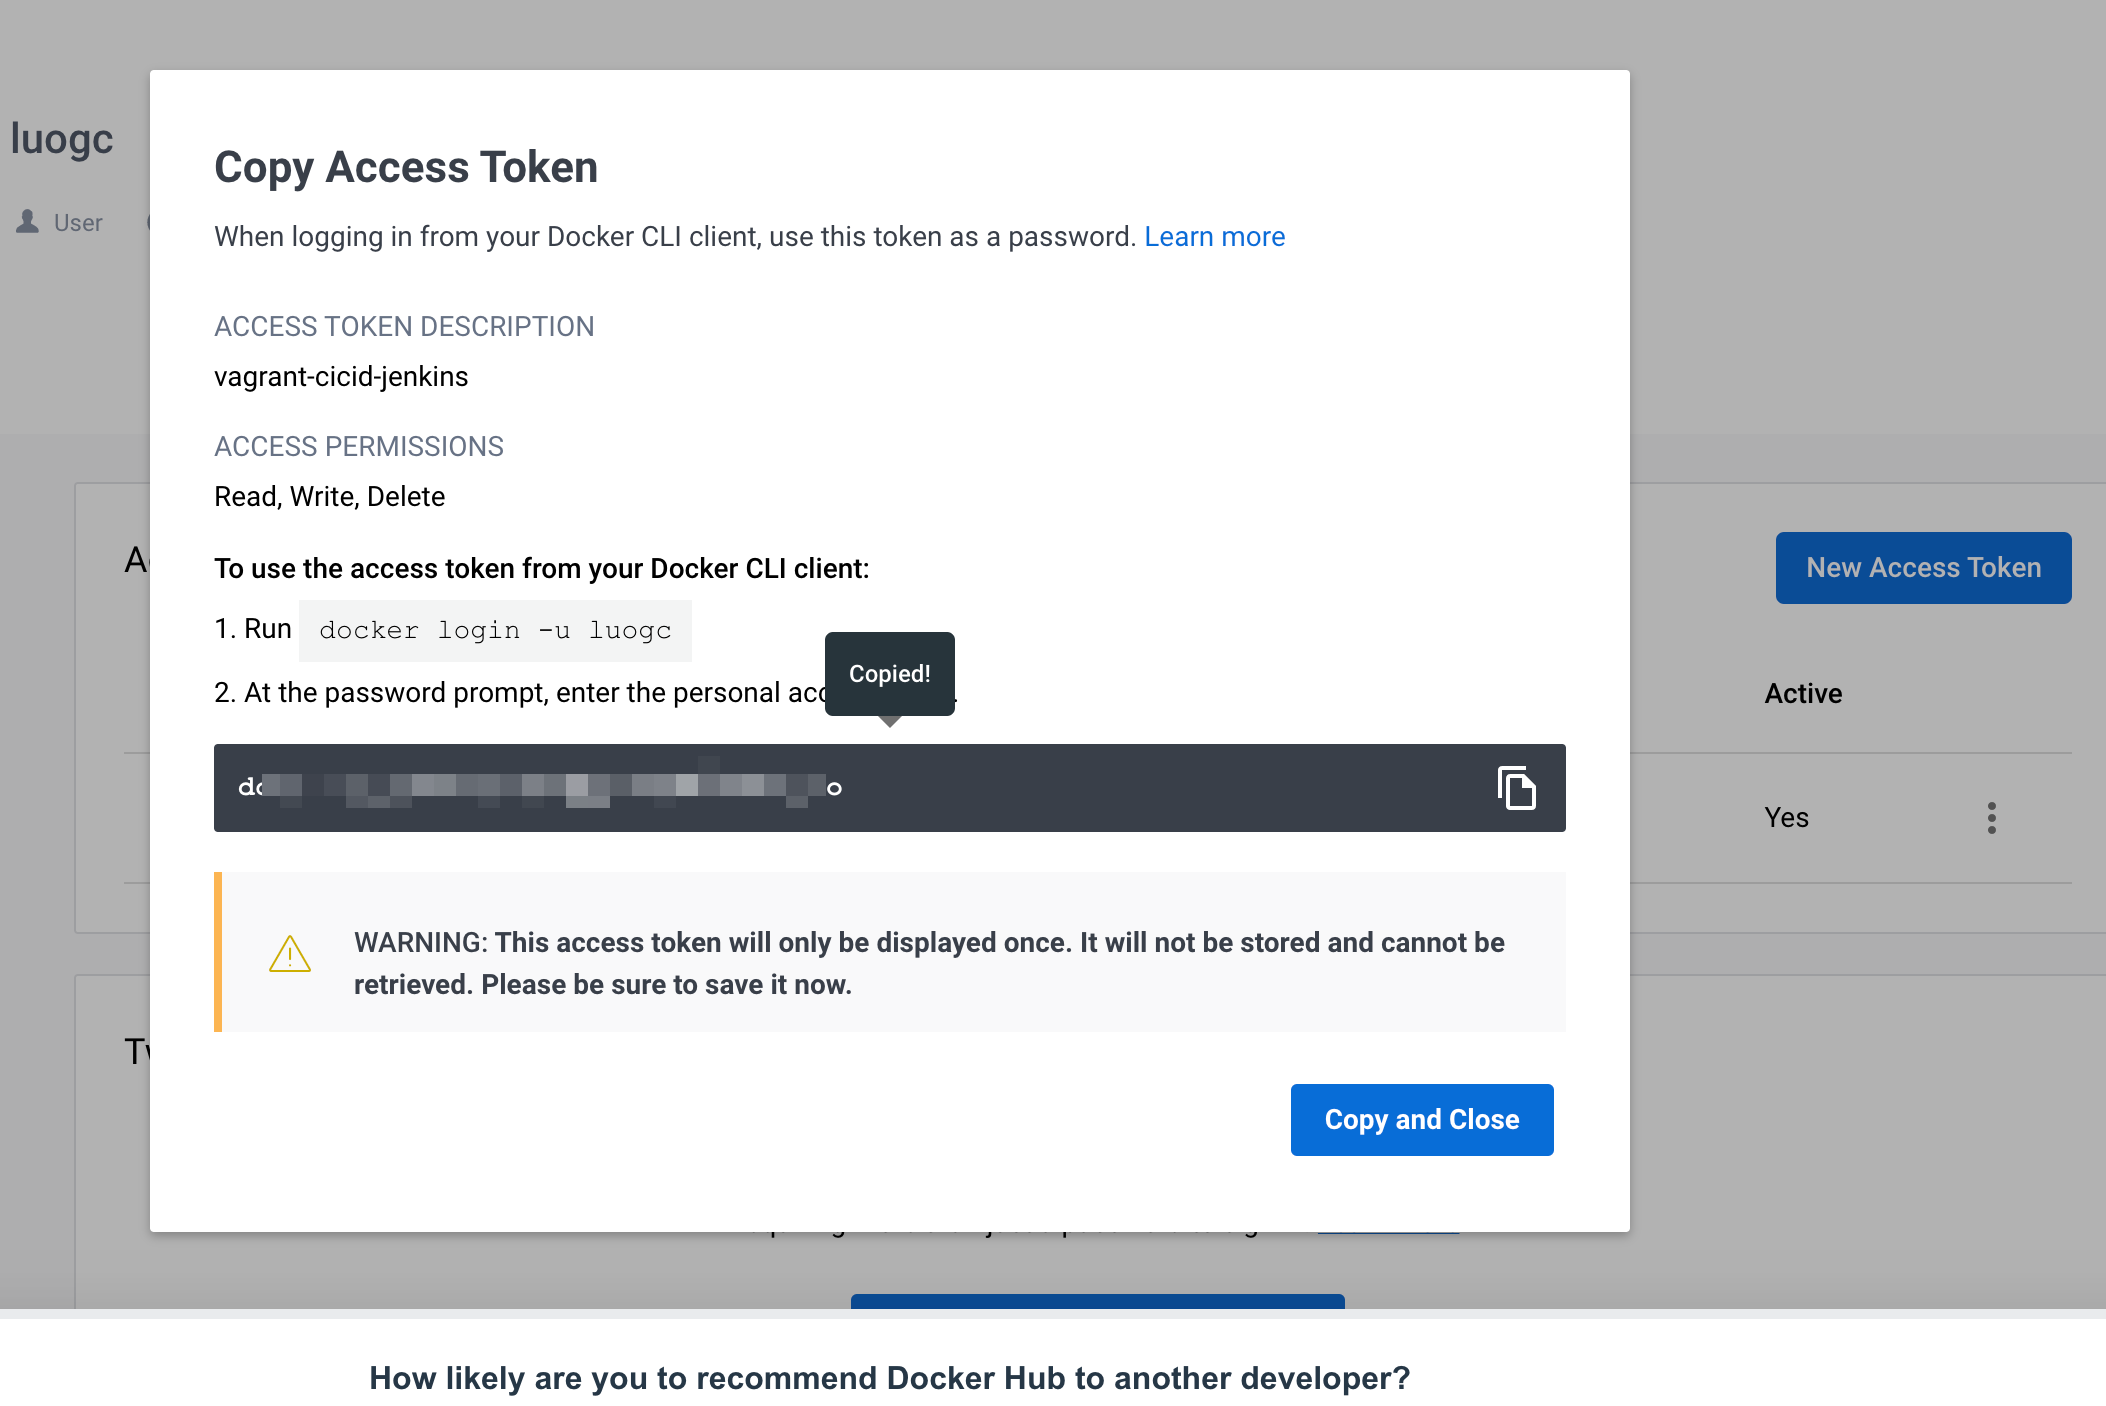 luogc
User
Copy Access Token
When logging in from your Docker CLI client, use this token as a password. Learn more
ACCESS TOKEN DESCRIPTION
vagrant-cicid-jenkins
ACCESS PERMISSIONS
Read, Write, Delete
To use the access token from your Docker CLI client:
1. Run docker login -u luogc
2. At the password prompt, enter the personal
Copied!
New Access Token
Active
Yes
WARNING: This access token will only be displayed once. It will not be stored and cannot be
retrieved. Please be sure to save it now.
Copy and Close
How likely are you to recommend Docker Hub to another developer?